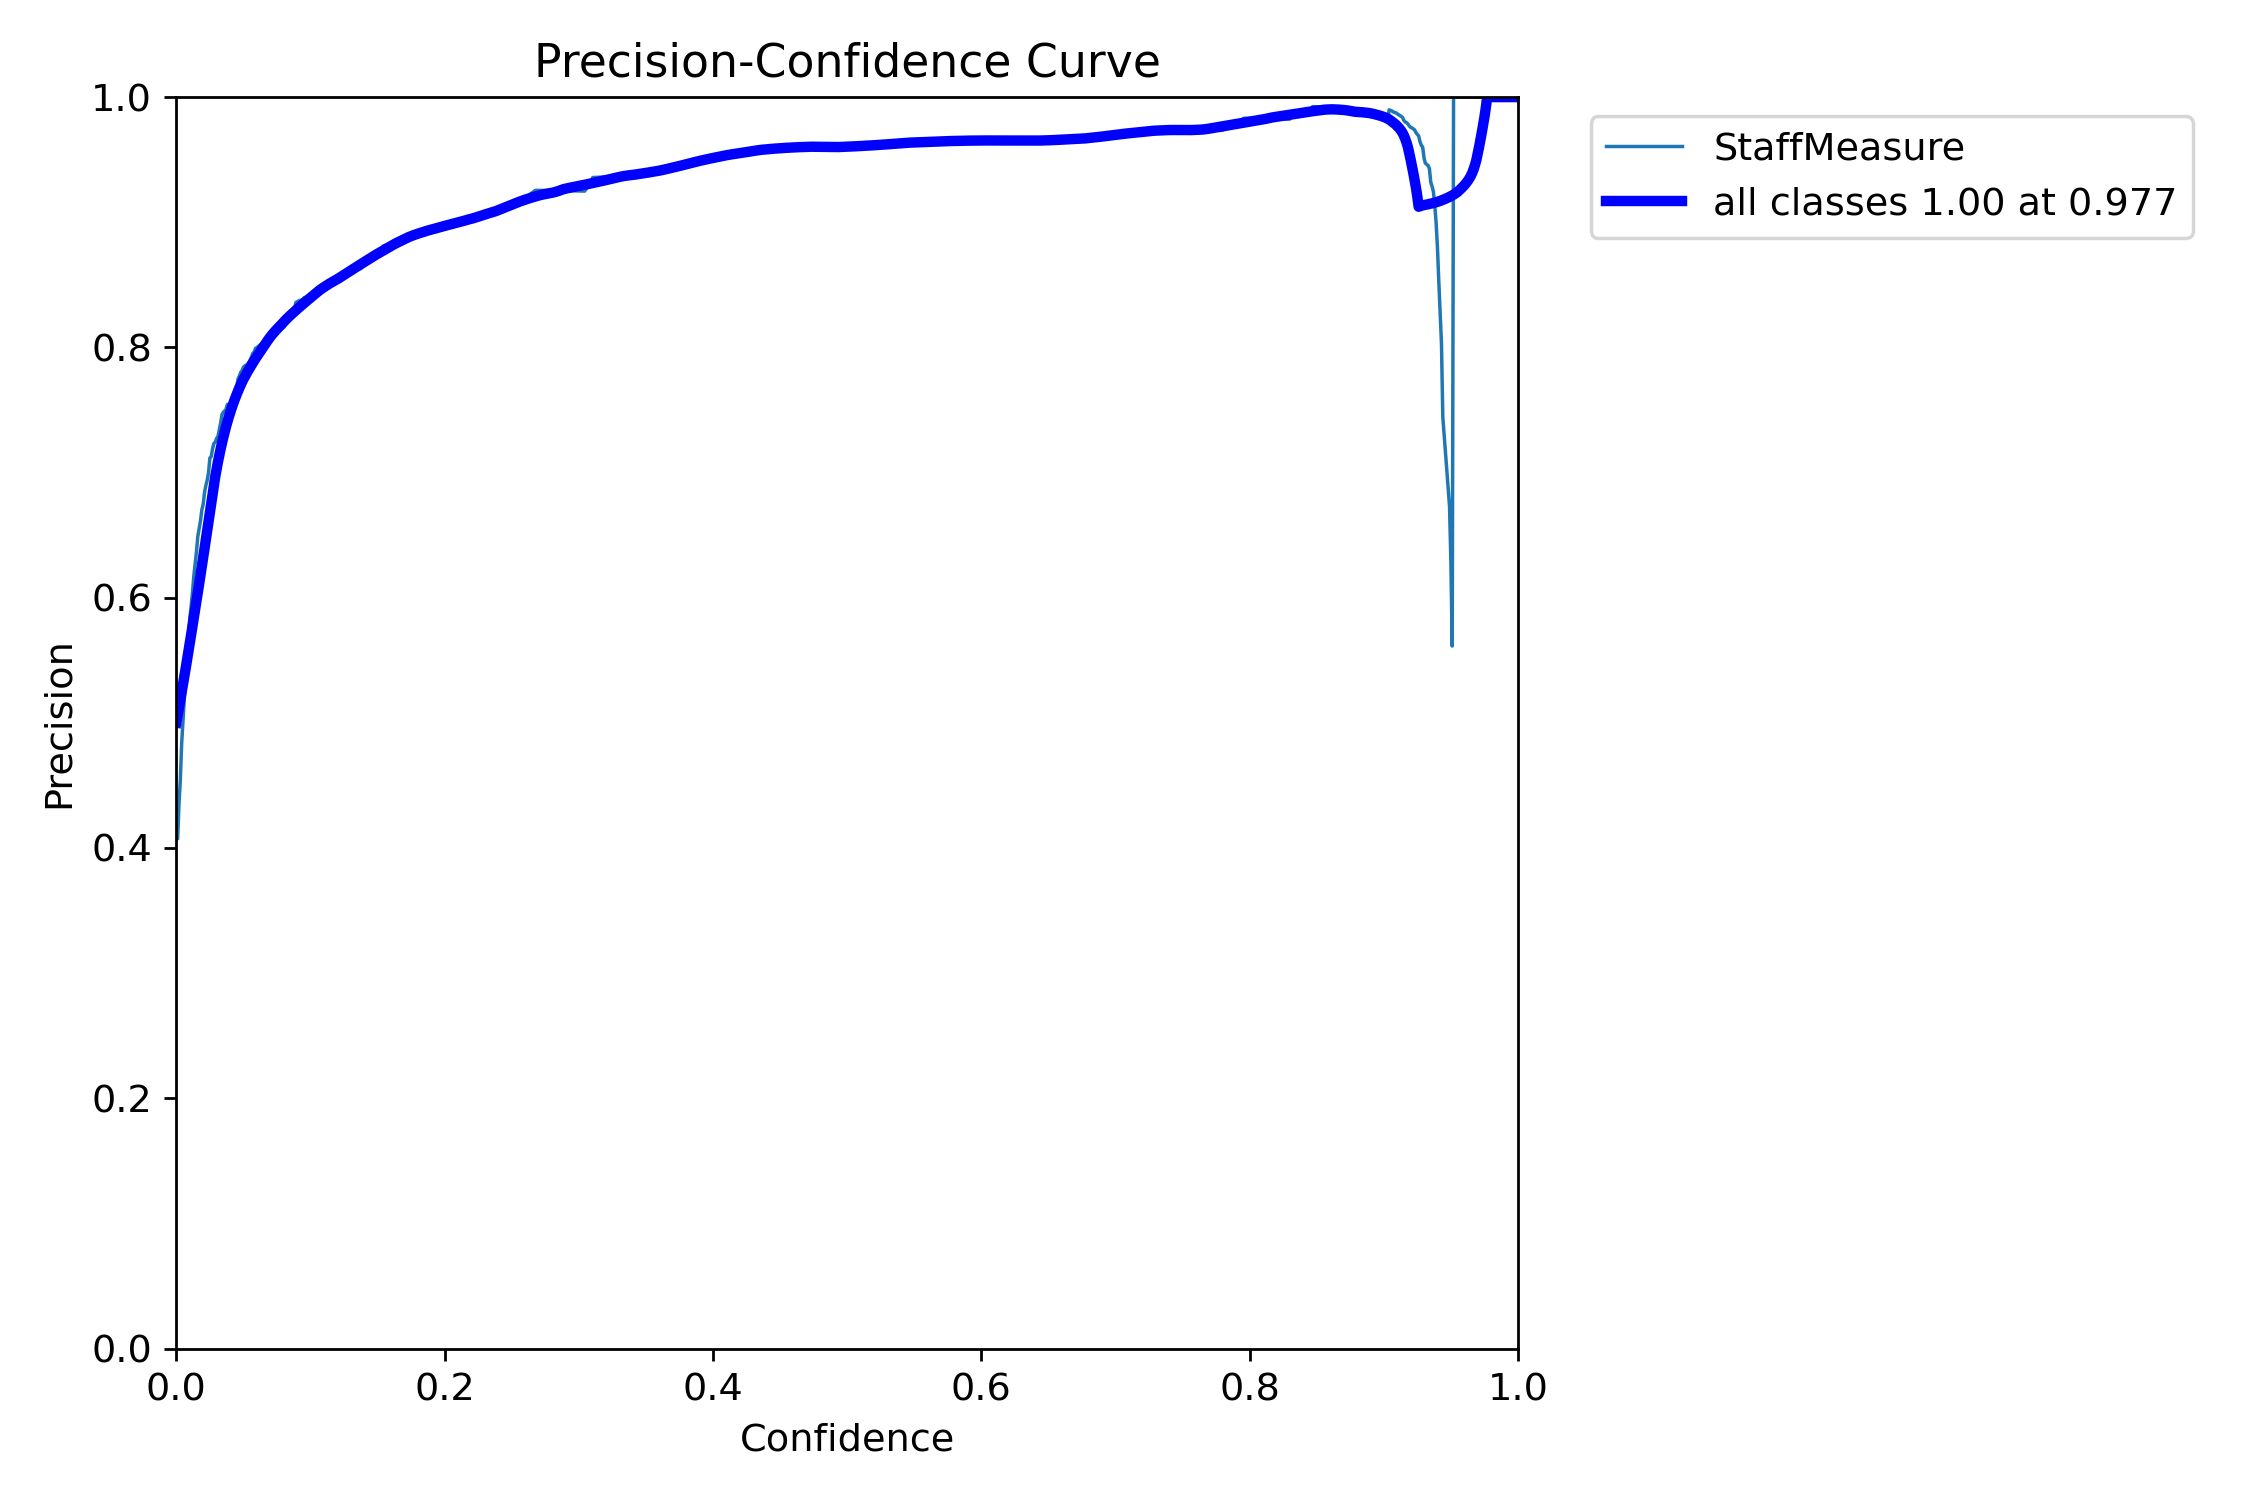 Precision-Confidence Curve
1.0
0.8
0.6
0.4
0.2
0.0
Precision
0.0 0.2 0.4 0.6 0.8 1.0
Confidence
StaffMeasure
all classes 1.00 at 0.977